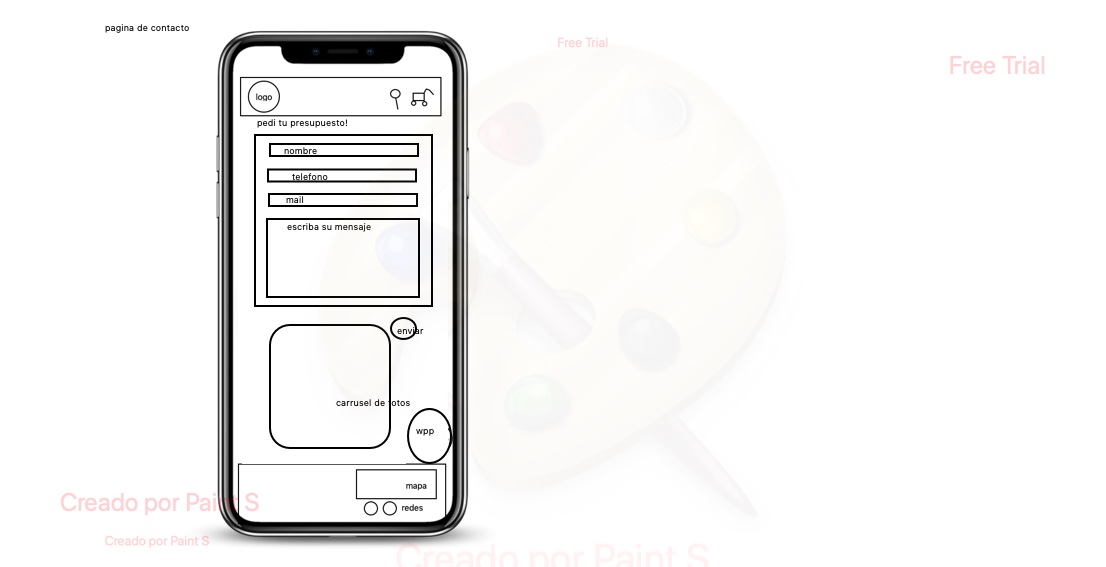 pagina de contacto
Free Trial
Free Trial
logo
pedi tu presupuesto!
nombre
telefono
mail
escriba su mensaje
enviar
carrusel de fotos
wpp
mapa
Creado por Paint S
redes
Creado por Paint S
Creado por Paint S